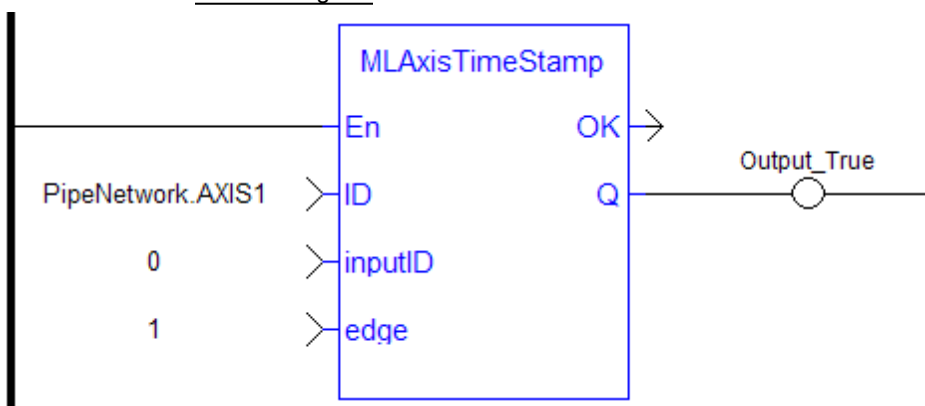 MLAxisTimeStamp
En OK
Output_True
PipeNetwork.AXIS1 ID Q
0 inputID
1 edge